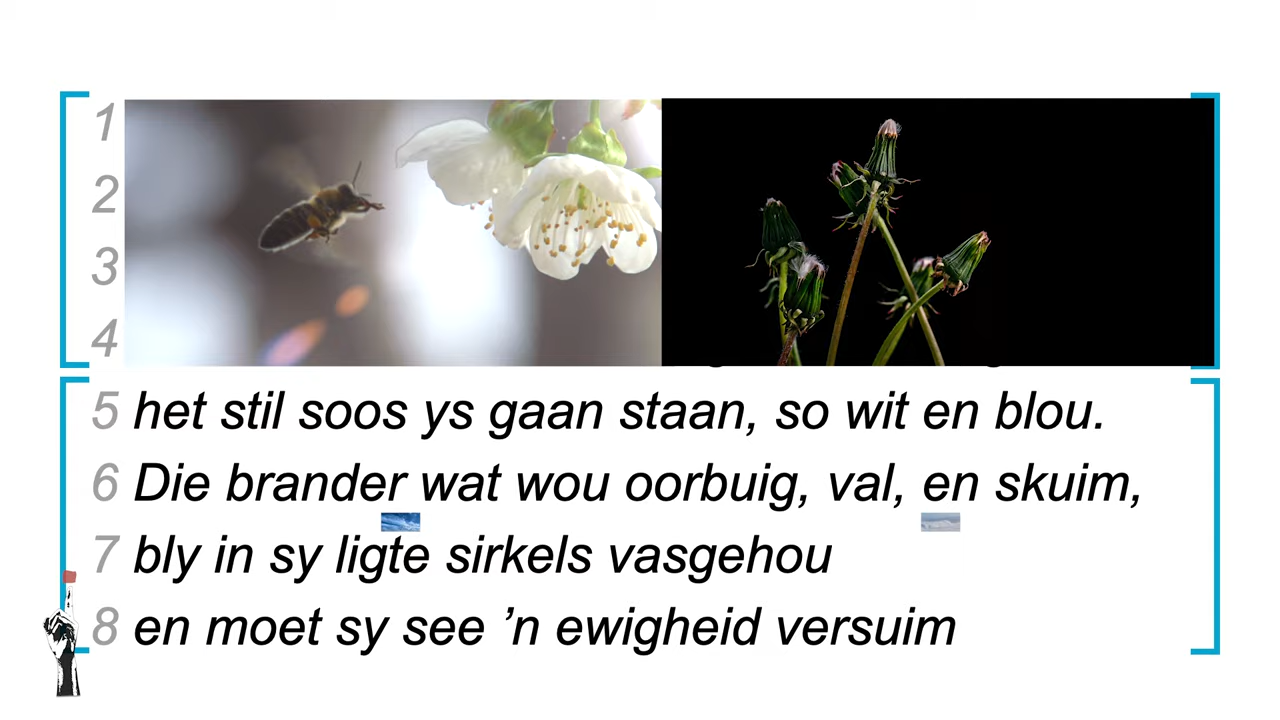 1
2
3
4
5 het stil soos ys gaan staan, so wit en blou.
6 Die brander wat wou oorbuig, val, en skuim,
7 bly in sy ligte sirkels vasgehou
8 en moet sy see ’n ewigheid versuim